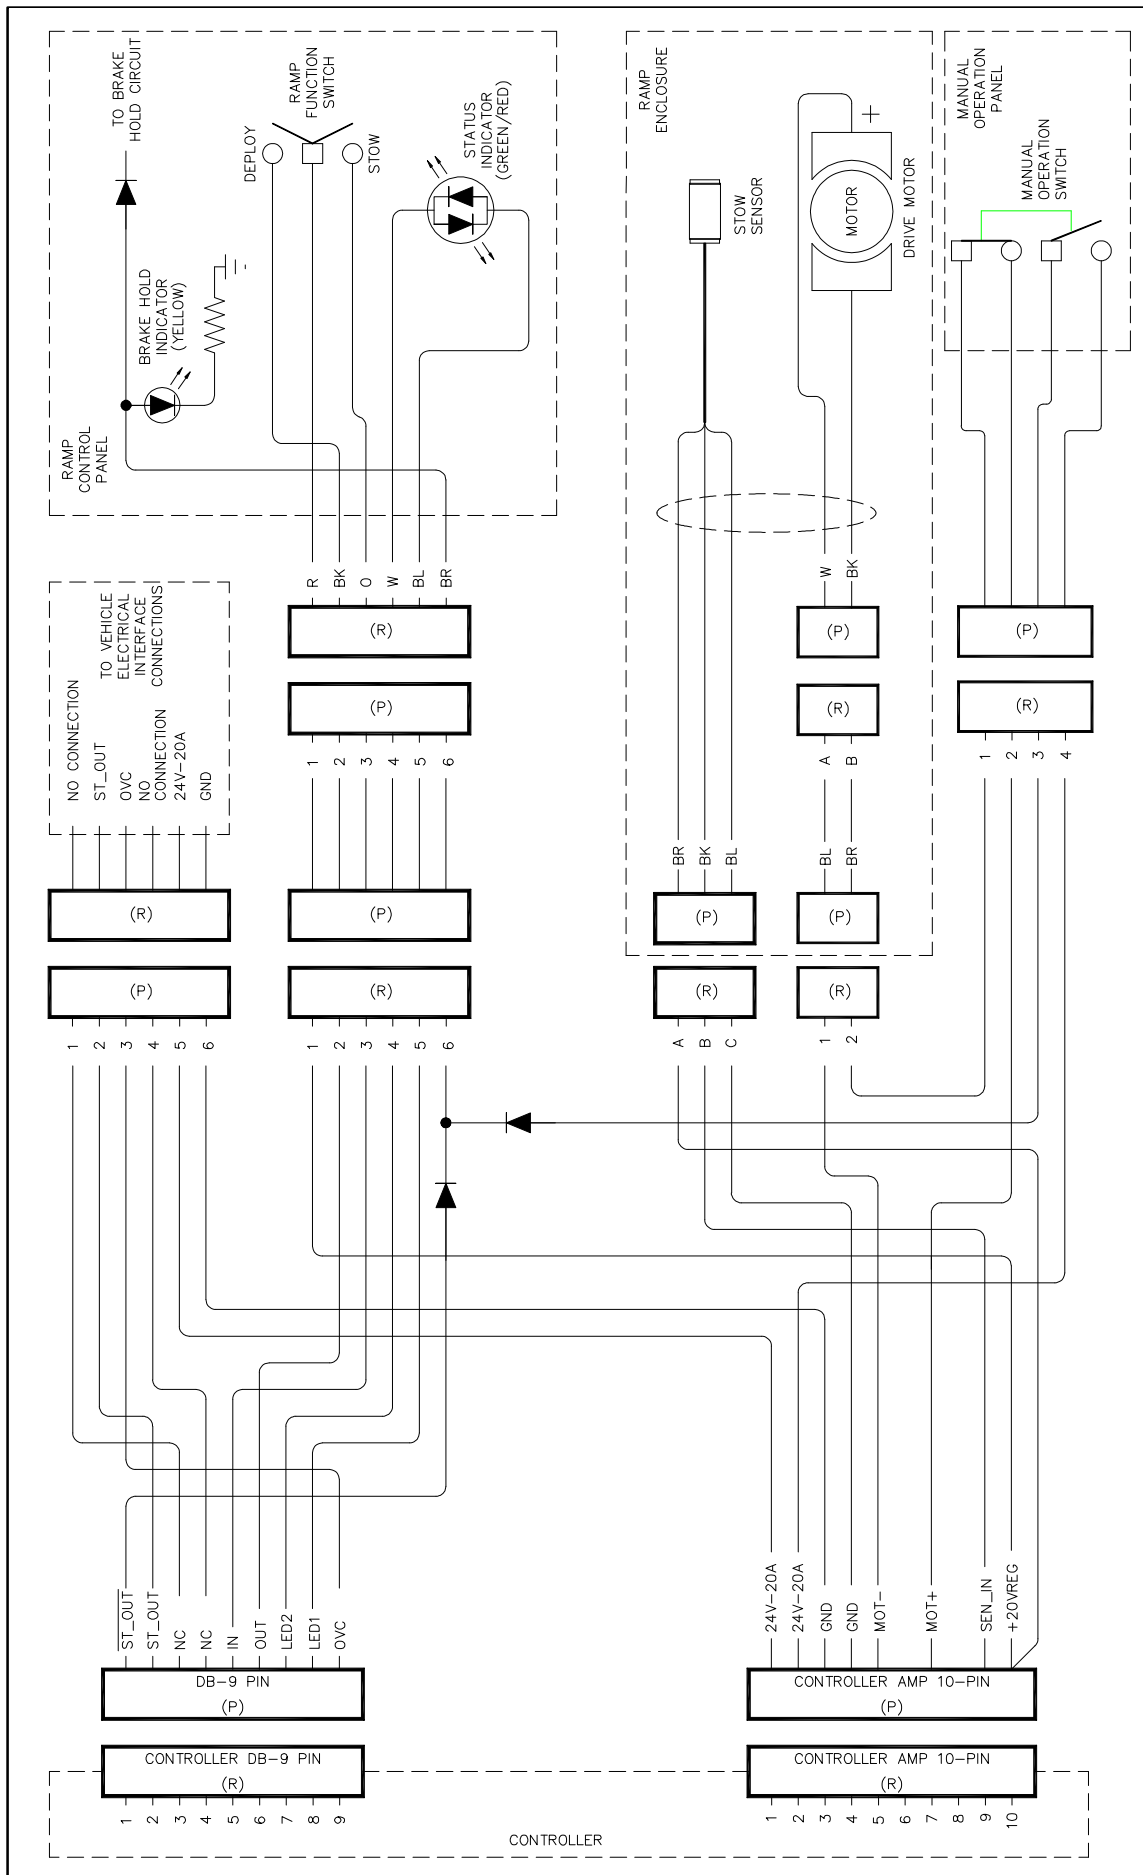 TO BRAKE
HOLD CIRCUIT
RAMP
FUNCTION
SWITCH
DEPLOY
STOW
STATUS
INDICATOR
(GREEN/RED)
BRAKE HOLD
INDICATOR
(YELLOW)
RAMP
CONTROL
PANEL
RAMP
ENCLOSURE
STOW
SENSOR
+
MOTOR
DRIVE MOTOR
MANUAL
OPERATION
PANEL
MANUAL
OPERATION
SWITCH
R
BK
O
W
BL
BR
(R)
(P)
1
2
3
4
5
6
TO VEHICLE
ELECTRICAL
INTERFACE
CONNECTIONS
NO CONNECTION
ST_OUT
OVC
NO
CONNECTION
24V-20A
GND
W
BK
(P)
(R)
A
B
(P)
(R)
1
2
3
4
BR
BK
BL
BL
BR
(R)
(P)
(P)
(P)
(P)
(R)
(R)
(R)
1
2
3
4
5
6
1
2
3
4
5
6
A
B
C
1
2
ST_OUT
ST_OUT
NC
NC
IN
OUT
LED2
LED1
OVC
24V-20A
24V-20A
GND
GND
MOT-
MOT+
SEN_IN
+20VREG
DB-9 PIN
(P)
CONTROLLER AMP 10-PIN
(P)
CONTROLLER DB-9 PIN
(R)
CONTROLLER AMP 10-PIN
(R)
1
2
3
4
5
6
7
8
9
1
2
3
4
5
6
7
8
9
10
CONTROLLER